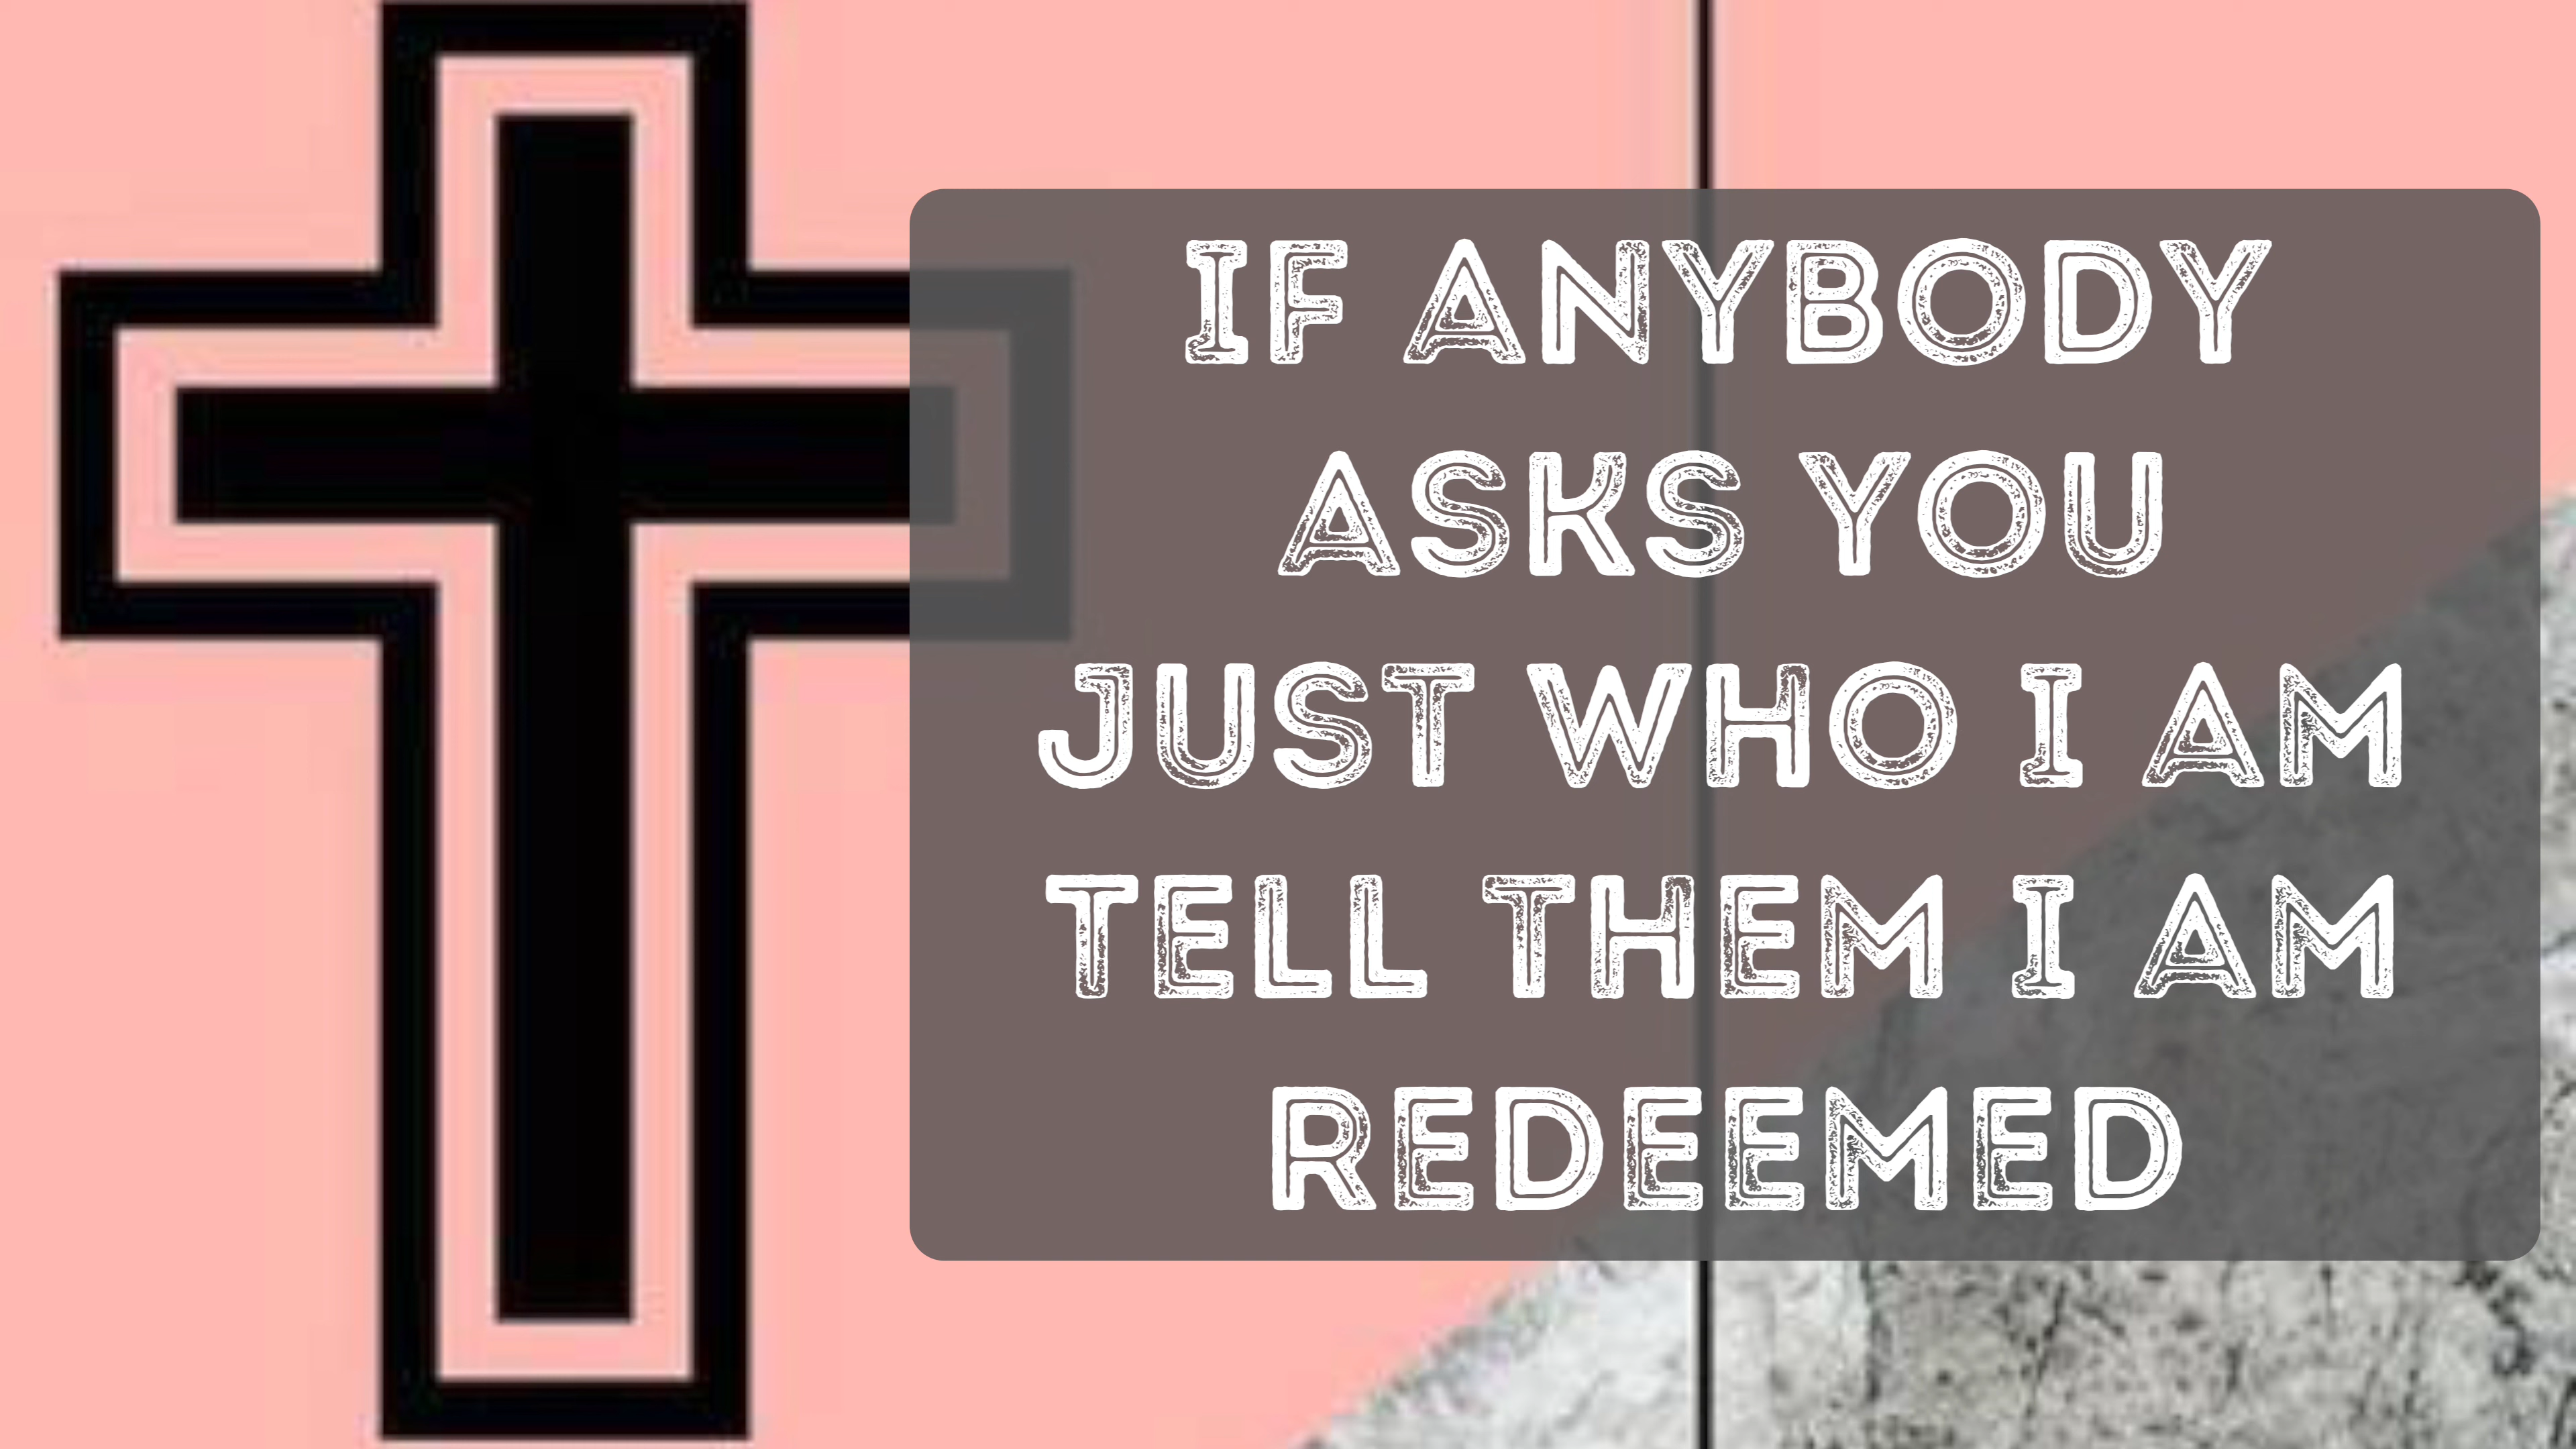 IF ANYBODY
ASKS YOU
JUST WHO I AM
TELL THEM I AM
REDEEMED